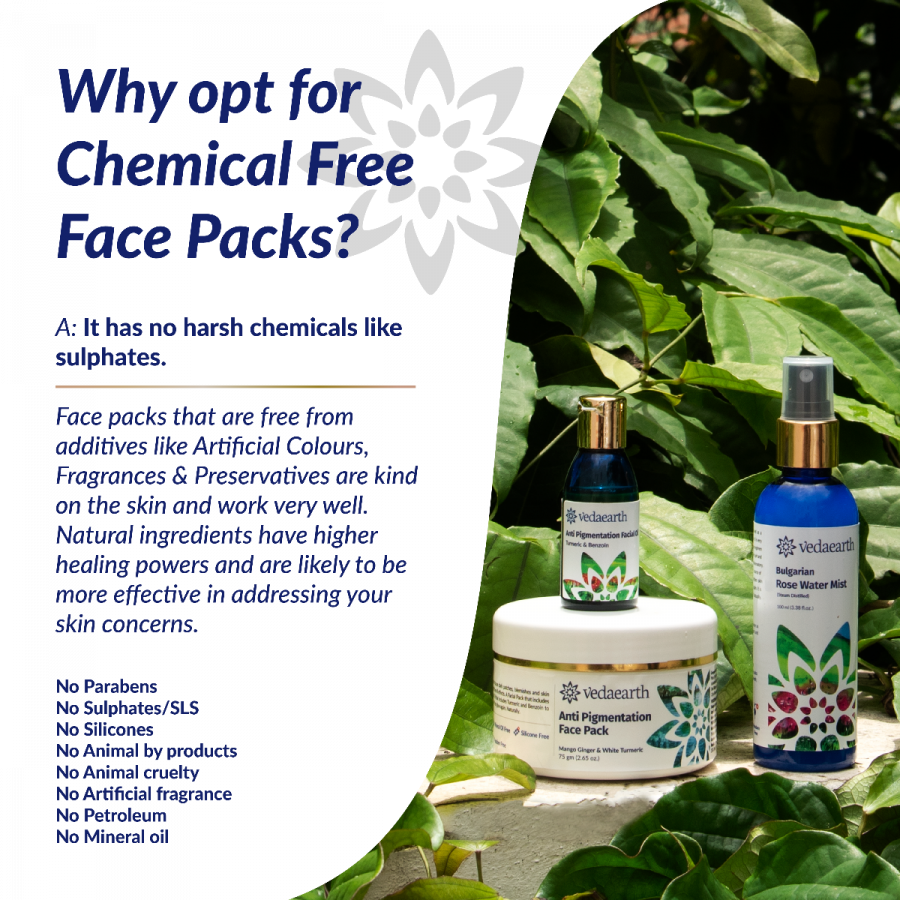 Why opt for
Chemical Free
Face Packs?
A: It has no harsh chemicals like
sulphates.
Face packs that are free from
additives like Artificial Colours,
Fragrances & Preservatives are kind
on the skin and work very well.
Natural ingredients have higher
healing powers and are likely to be
more effective in addressing your
skin concerns.
No Parabens
No Sulphates/SLS
No Silicones
No Animal by products
No Animal cruelty
No Artificial fragrance
No Petroleum
No Mineral oil
vedaearth
Anti Pigmentation Facial
Turmeric & Benzoin
vedaearth
Anti Pigmentation
Face Pack
Mango Ginger & White Turmeric
75 gm (2.65 oz.)
Silicone Free
vedaearth
Bulgarian
Rose Water Mist
(Steam Distilled)